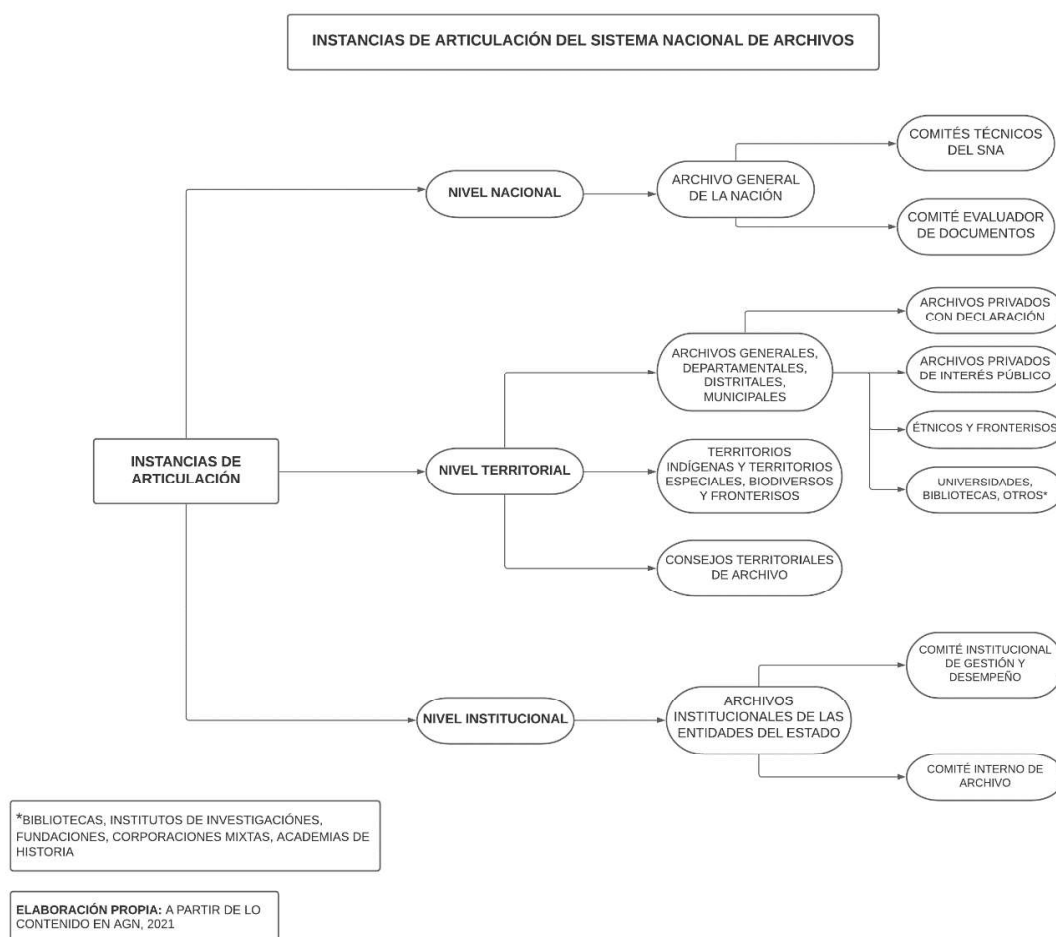 INSTANCIAS DE ARTICULACIÓN DEL SISTEMA NACIONAL DE ARCHIVOS
INSTANCIAS DE
ARTICULACIÓN
NIVEL NACIONAL
ARCHIVO GENERAL
DE LA NACIÓN
COMITÉS TÉCNICOS
DEL SNA
COMITÉ EVALUADOR
DE DOCUMENTOS
NIVEL TERRITORIAL
ARCHIVOS GENERALES,
DEPARTAMENTALES,
DISTRITALES,
MUNICIPALES
ARCHIVOS PRIVADOS
CON DECLARACIÓN
ARCHIVOS PRIVADOS
DE INTERÉS PÚBLICO
ÉTNICOS Y FRONTERISOS
UNIVERSIDADES,
BIBLIOTECAS, OTROS*
TERRITORIOS
INDÍGENAS Y TERRITORIOS
ESPECIALES, BIODIVERSOS
Y FRONTERISOS
CONSEJOS TERRITORIALES
DE ARCHIVO
NIVEL INSTITUCIONAL
ARCHIVOS
INSTITUCIONALES DE LAS
ENTIDADES DEL ESTADO
COMITÉ INSTITUCIONAL
DE GESTIÓN Y
DESEMPEÑO
COMITÉ INTERNO DE
ARCHIVO
*BIBLIOTECAS, INSTITUTOS DE INVESTIGACIÓNES,
FUNDACIONES, CORPORACIONES MIXTAS, ACADEMIAS DE
HISTORIA
ELABORACIÓN PROPIA: A PARTIR DE LO
CONTENIDO EN AGN, 2021